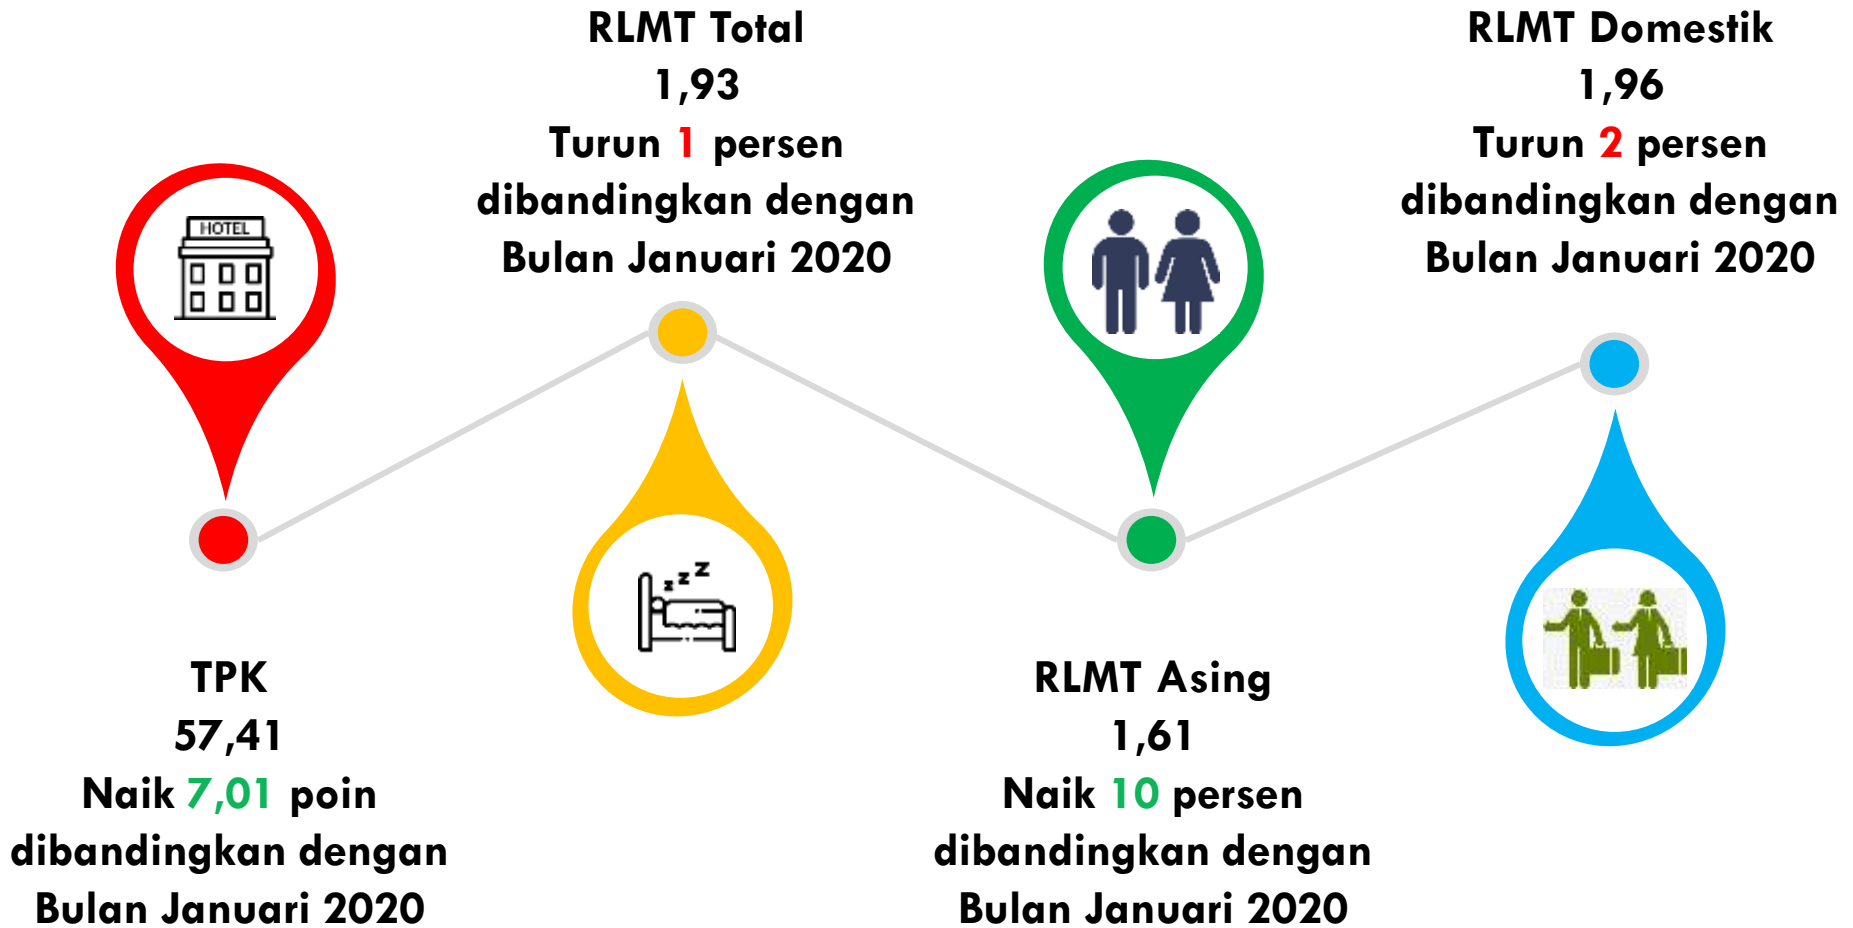 HOTEL
TPK
57,41
Naik 7,01 poin
dibandingkan dengan
Bulan Januari 2020
RLMT Total
1,93
Turun 1 persen
dibandingkan dengan
Bulan Januari 2020
z z z
RLMT Asing
1,61
Naik 10 persen
dibandingkan dengan
Bulan Januari 2020
RLMT Domestik
1,96
Turun 2 persen
dibandingkan dengan
Bulan Januari 2020